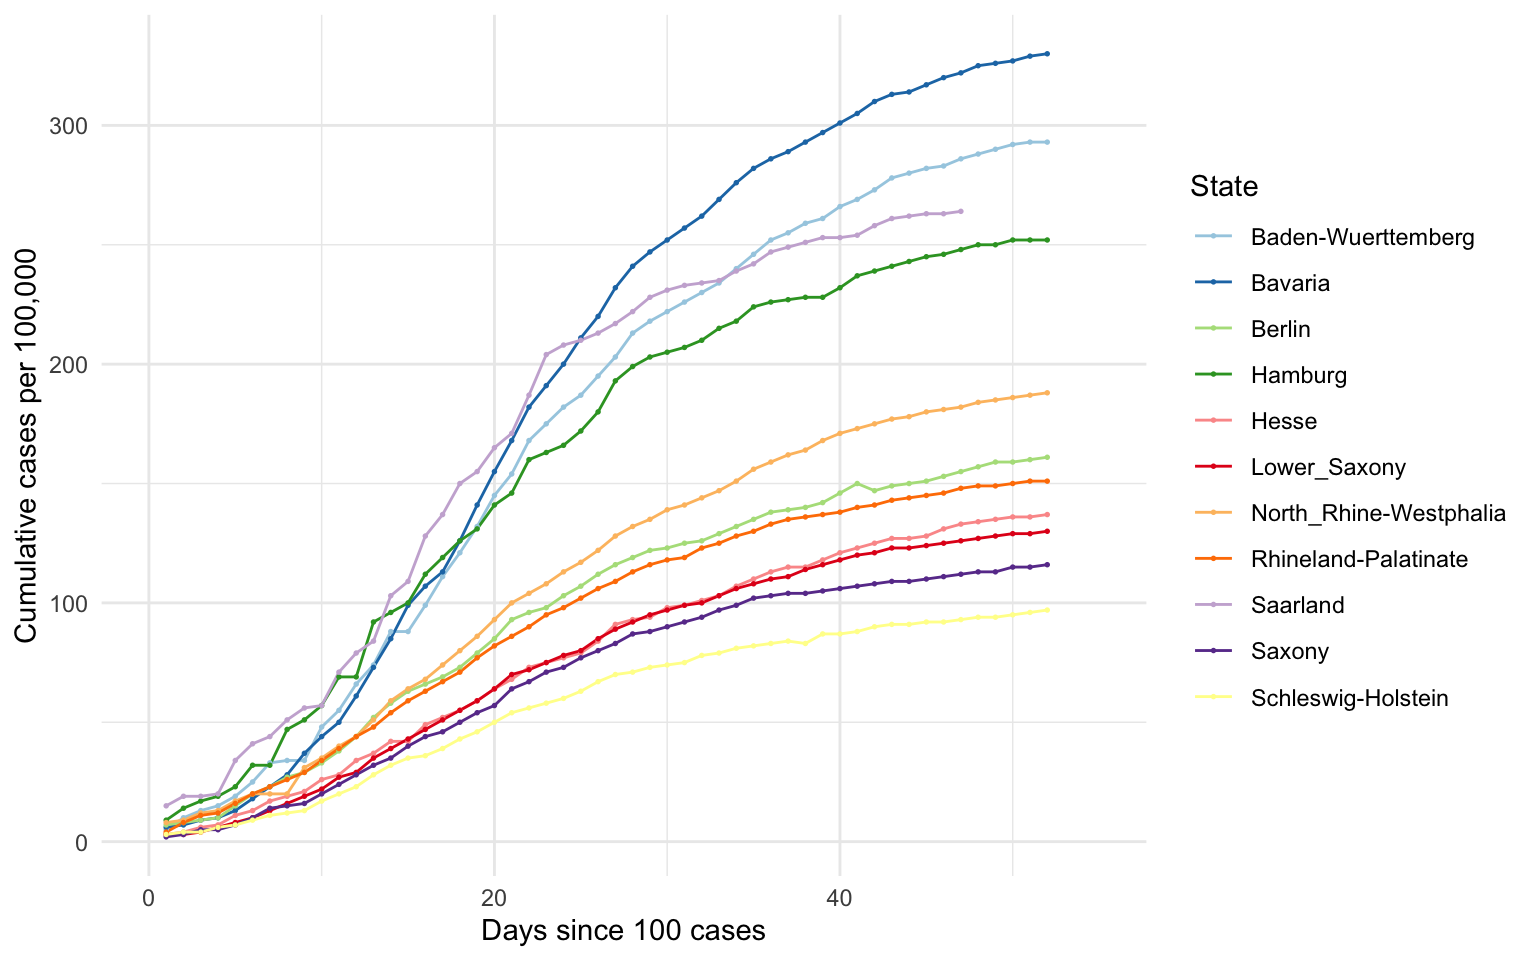 Cumulative cases per 100,000
300
200
100
0
0 20 40
Days since 100 cases
State
Baden-Wuerttemberg
Bavaria
Berlin
Hamburg
Hesse
Lower_Saxony
North_Rhine-Westphalia
Rhineland-Palatinate
Saarland
Saxony
Schleswig-Holstein